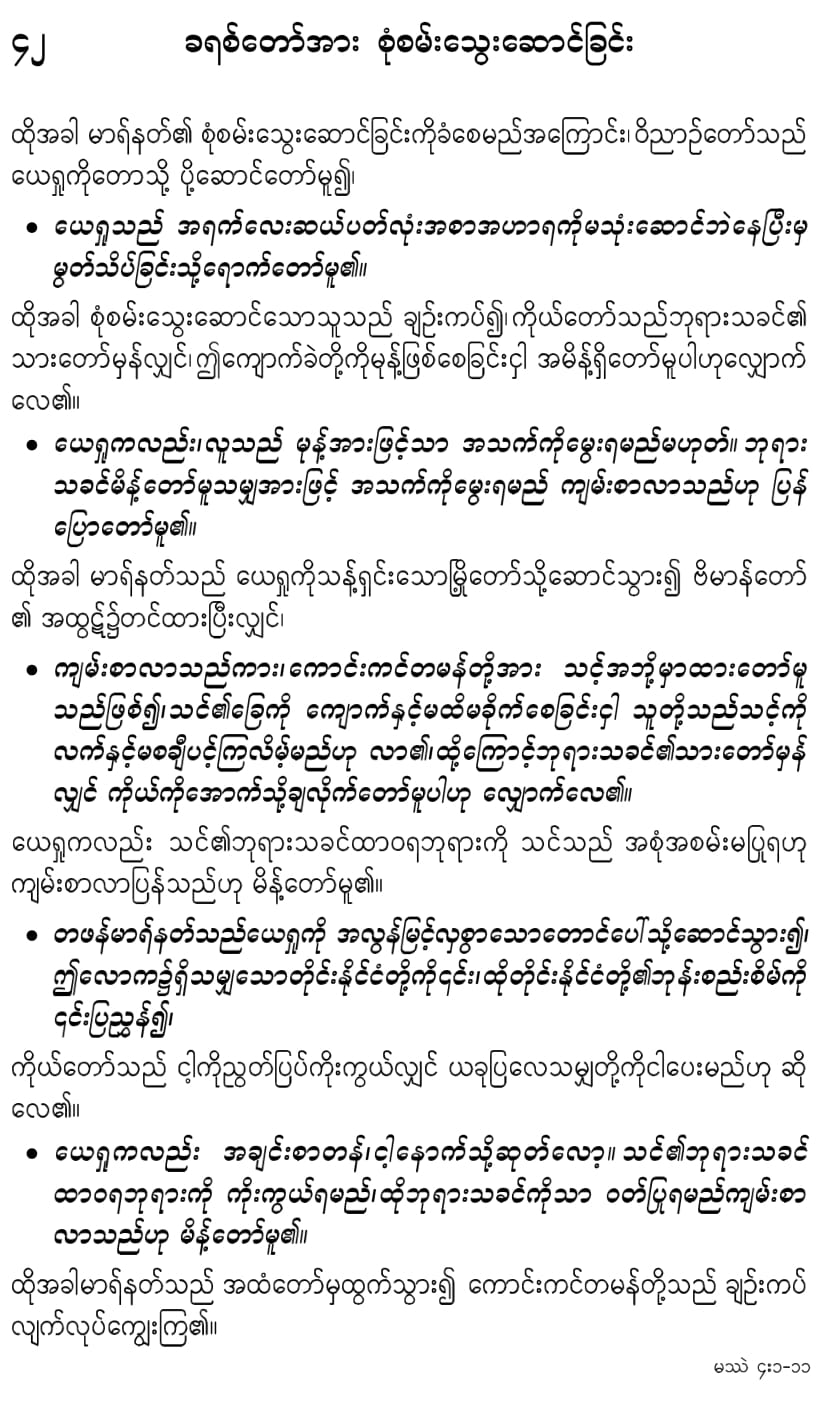 ၄၂ ခရစ်တော်အား စုံစမ်းသွေးဆောင်ခြင်း
ထိုအခါ မာရ်နတ်၏ စုံစမ်းသွေးဆောင်ခြင်းကိုခံစေမည်အကြောင်း၊ ဝိညာဉ်တော်သည်
ယေရှုကိုတောသို့ ပို့ဆောင်တော်မူ၍၊
• ယေရှုသည် အရက်လေးဆယ်ပတ်လုံးအစာအဟာရကိုမသုံးဆောင်ဘဲနေပြီးမှ
မွတ်သိပ်ခြင်းသို့ရောက်တော်မူ၏။
ထိုအခါ စုံစမ်းသွေးဆောင်သောသူသည် ချဉ်းကပ်၍၊ ကိုယ်တော်သည်ဘုရားသခင်၏
သားတော်မှန်လျှင်၊ ဤကျောက်ခဲတို့ကိုမုန့်ဖြစ်စေခြင်းငှါ အမိန့်ရှိတော်မူပါဟုလျှောက်
လေ၏။
• ယေရှုကလည်း၊ လူသည် မုန့်အားဖြင့်သာ အသက်ကိုမွေးရမည်မဟုတ်။ ဘုရား
သခင်မိန့်တော်မူသမျှအားဖြင့် အသက်ကိုမွေးရမည် ကျမ်းစာလာသည်ဟု ပြန်
ပြောတော်မူ၏။
ထိုအခါ မာရ်နတ်သည် ယေရှုကိုသန့်ရှင်းသောမြို့တော်သို့ဆောင်သွား၍ ဗိမာန်တော်
၏ အထွဋ်၌တင်ထားပြီးလျှင်၊
• ကျမ်းစာလာသည်ကား၊ ကောင်းကင်တမန်တို့အား သင့်အဘို့မှာထားတော်မူ
သည်ဖြစ်၍၊ သင်၏ခြေကို ကျောက်နှင့်မထိမခိုက်စေခြင်းငှါ သူတို့သည်သင့်ကို
လက်နှင့်မစချီပင့်ကြလိမ့်မည်ဟု လာ၏၊ ထို့ကြောင့်ဘုရားသခင်၏သားတော်မှန်
လျှင် ကိုယ်ကိုအောက်သို့ချလိုက်တော်မူပါဟု လျှောက်လေ၏။
ယေရှုကလည်း သင်၏ဘုရားသခင်ထာဝရဘုရားကို သင်သည် အစုံအစမ်းမပြုရဟု
ကျမ်းစာလာပြန်သည်ဟု မိန့်တော်မူ၏။
• တဖန်မာရ်နတ်သည်ယေရှုကို အလွန်မြင့်လှစွာသောတောင်ပေါ်သို့ဆောင်သွား၍၊
ဤလောက၌ရှိသမျှသောတိုင်းနိုင်ငံတို့ကို၎င်း၊ ထိုတိုင်းနိုင်ငံတို့၏ဘုန်းစည်းစိမ်ကို
၎င်းပြညွှန်၍၊
ကိုယ်တော်သည် ငါ့ကိုညွတ်ပြပ်ကိုးကွယ်လျှင် ယခုပြလေသမျှတို့ကိုငါပေးမည်ဟု ဆို
လေ၏။
• ယေရှုကလည်း အချင်းစာတန်၊ ငါ့နောက်သို့ဆုတ်လော့။ သင်၏ဘုရားသခင်
ထာဝရဘုရားကို ကိုးကွယ်ရမည်၊ ထိုဘုရားသခင်ကိုသာ ဝတ်ပြုရမည်ကျမ်းစာ
လာသည်ဟု မိန့်တော်မူ၏။
ထိုအခါမာရ်နတ်သည် အထံတော်မှထွက်သွား၍ ကောင်းကင်တမန်တို့သည် ချဉ်းကပ်
လျက်လုပ်ကျွေးကြ၏။
မဿဲ ၄း၁-၁၁